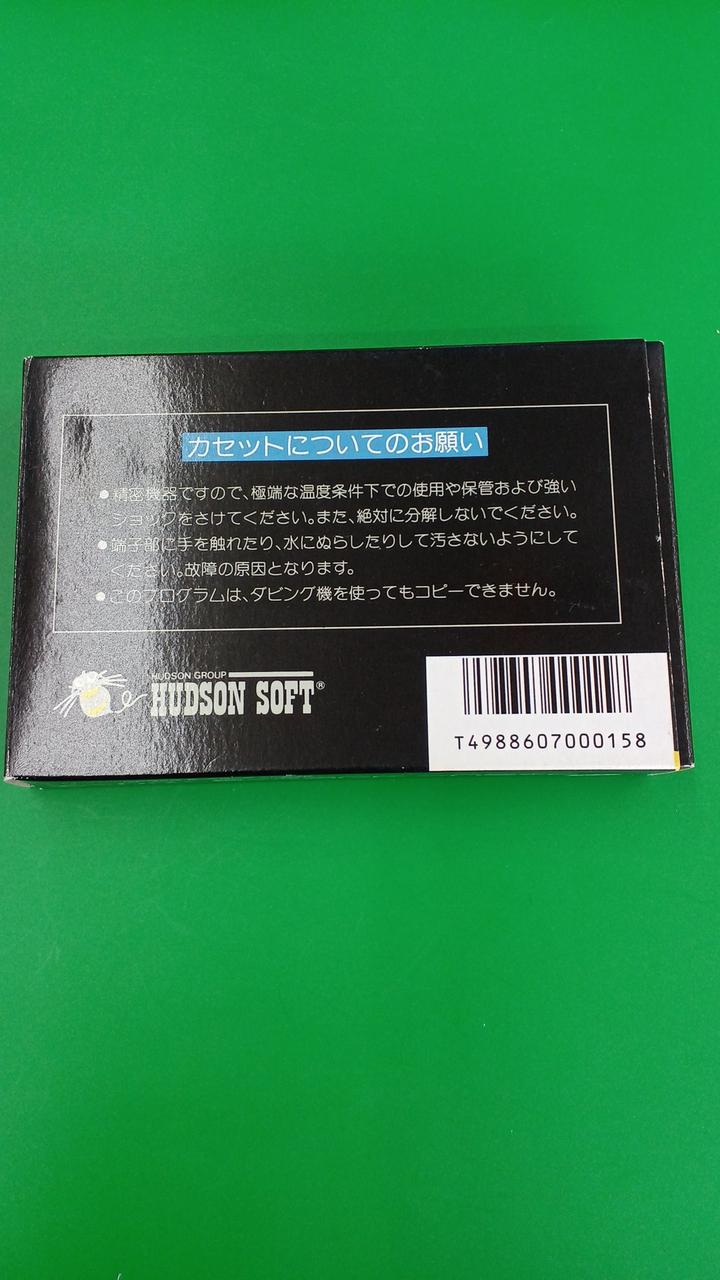 カセットについてのお願い
●精密機器ですので、極端な温度条件下での使用や保管および強い
ショックをさけてください。また、絶対に分解しないでください。
●端子部に手を触れたり、水にぬらしたりして汚さないようにして
ください。故障の原因となります。
●このプログラムは、ダビング機を使ってもコピーできません。
HUDSON GROUP
HUDSON SOFT®
T4988607000158